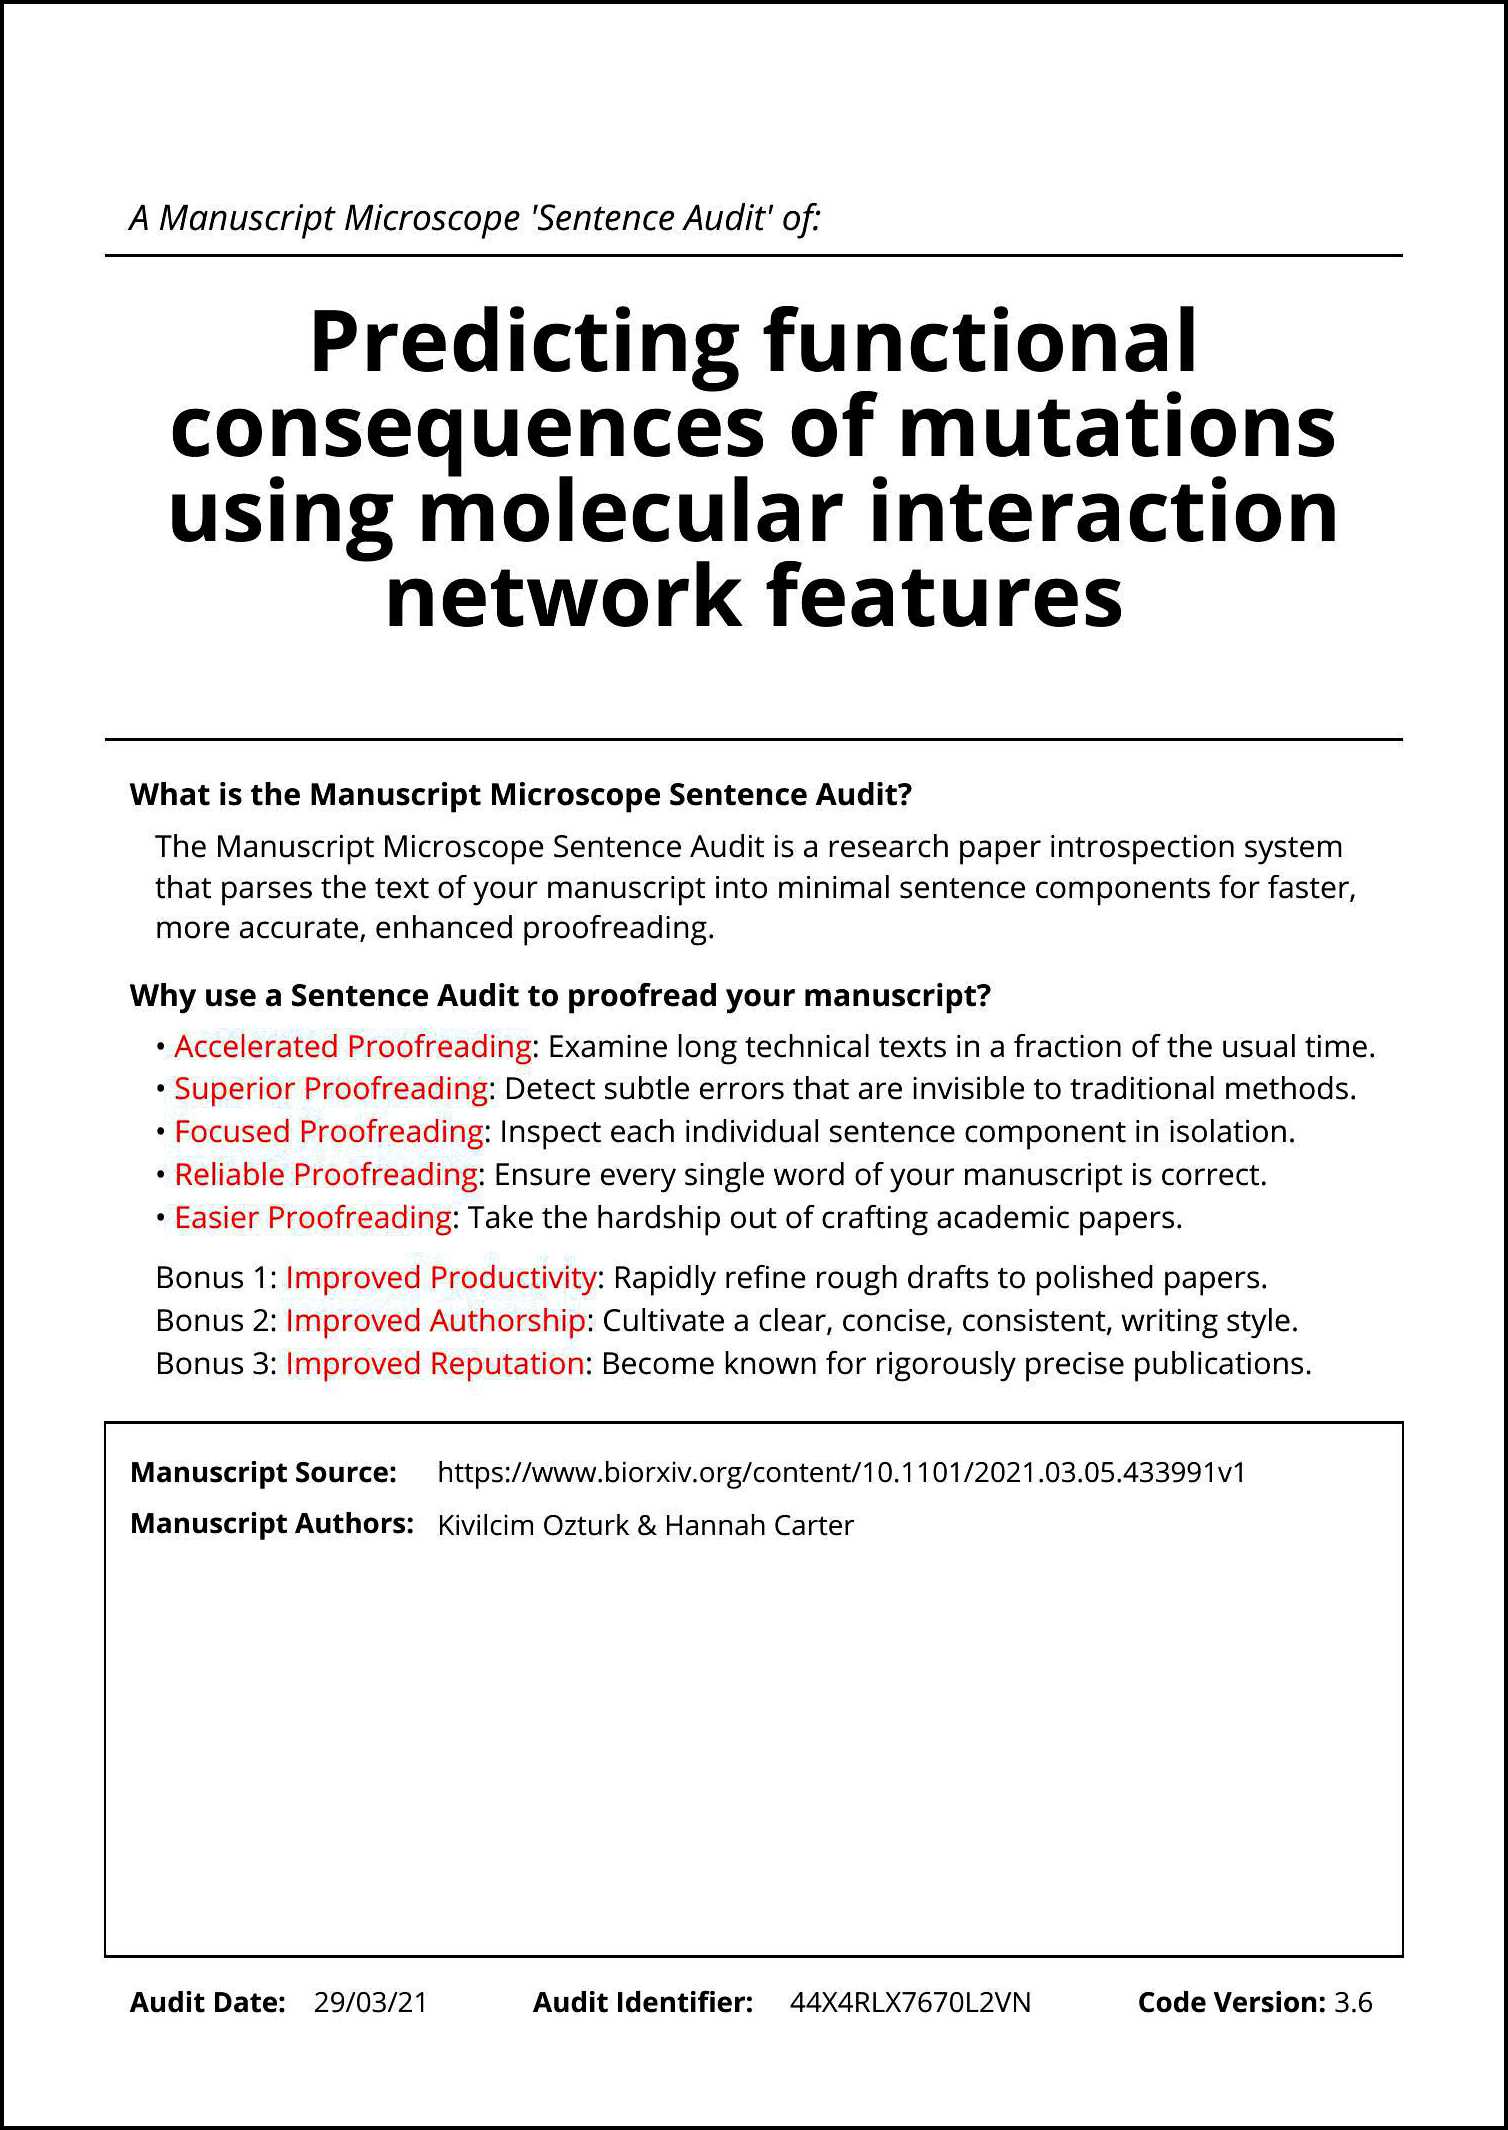 A Manuscript Microscope 'Sentence Audit' of:
Predicting functional
consequences of mutations
using molecular interaction
network features
What is the Manuscript Microscope Sentence Audit?
The Manuscript Microscope Sentence Audit is a research paper introspection system
that parses the text of your manuscript into minimal sentence components for faster,
more accurate, enhanced proofreading.
Why use a Sentence Audit to proofread your manuscript?
• Accelerated Proofreading: Examine long technical texts in a fraction of the usual time.
• Superior Proofreading: Detect subtle errors that are invisible to traditional methods.
• Focused Proofreading: Inspect each individual sentence component in isolation.
• Reliable Proofreading: Ensure every single word of your manuscript is correct.
• Easier Proofreading: Take the hardship out of crafting academic papers.
Bonus 1: Improved Productivity: Rapidly refine rough drafts to polished papers.
Bonus 2: Improved Authorship: Cultivate a clear, concise, consistent, writing style.
Bonus 3: Improved Reputation: Become known for rigorously precise publications.
Manuscript Source: https://www.biorxiv.org/content/10.1101/2021.03.05.433991v1
Manuscript Authors: Kivilcim Ozturk & Hannah Carter
Audit Date: 29/03/21 Audit Identifier: 44X4RLX7670L2VN Code Version: 3.6